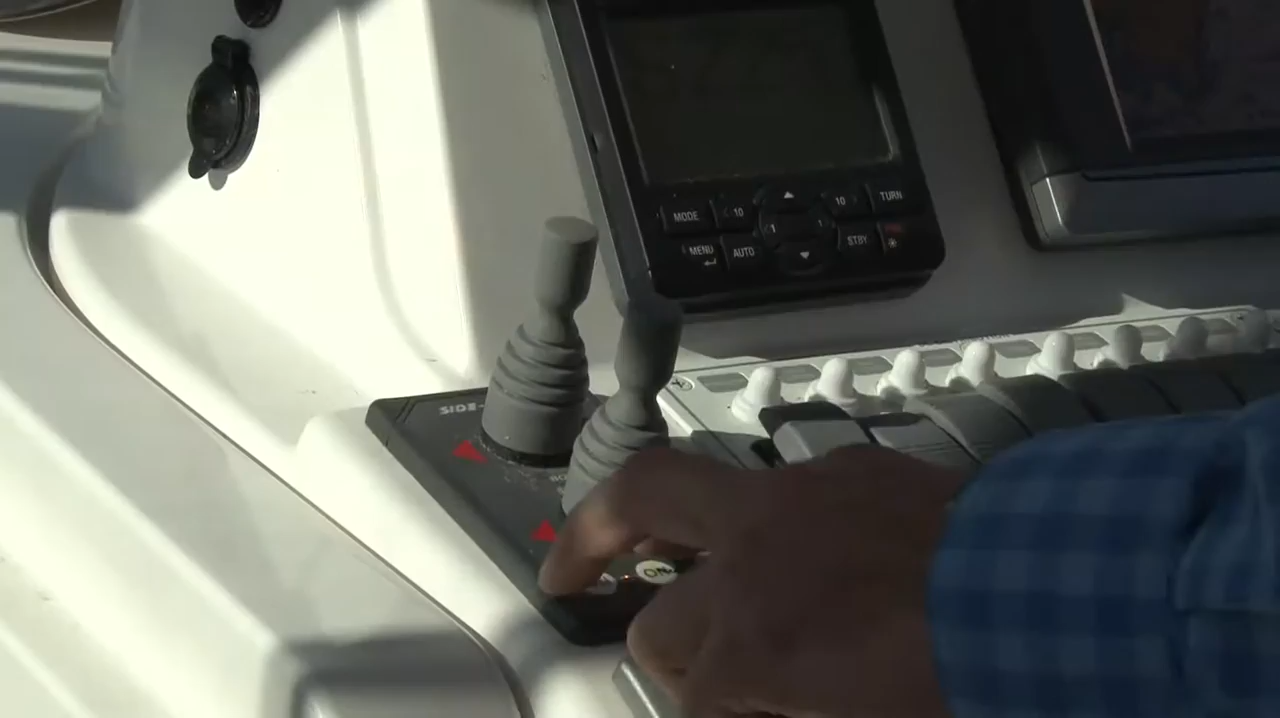 MODE 10 10 TURN
1 1
MENU AUTO STBY
SIDE-
ON